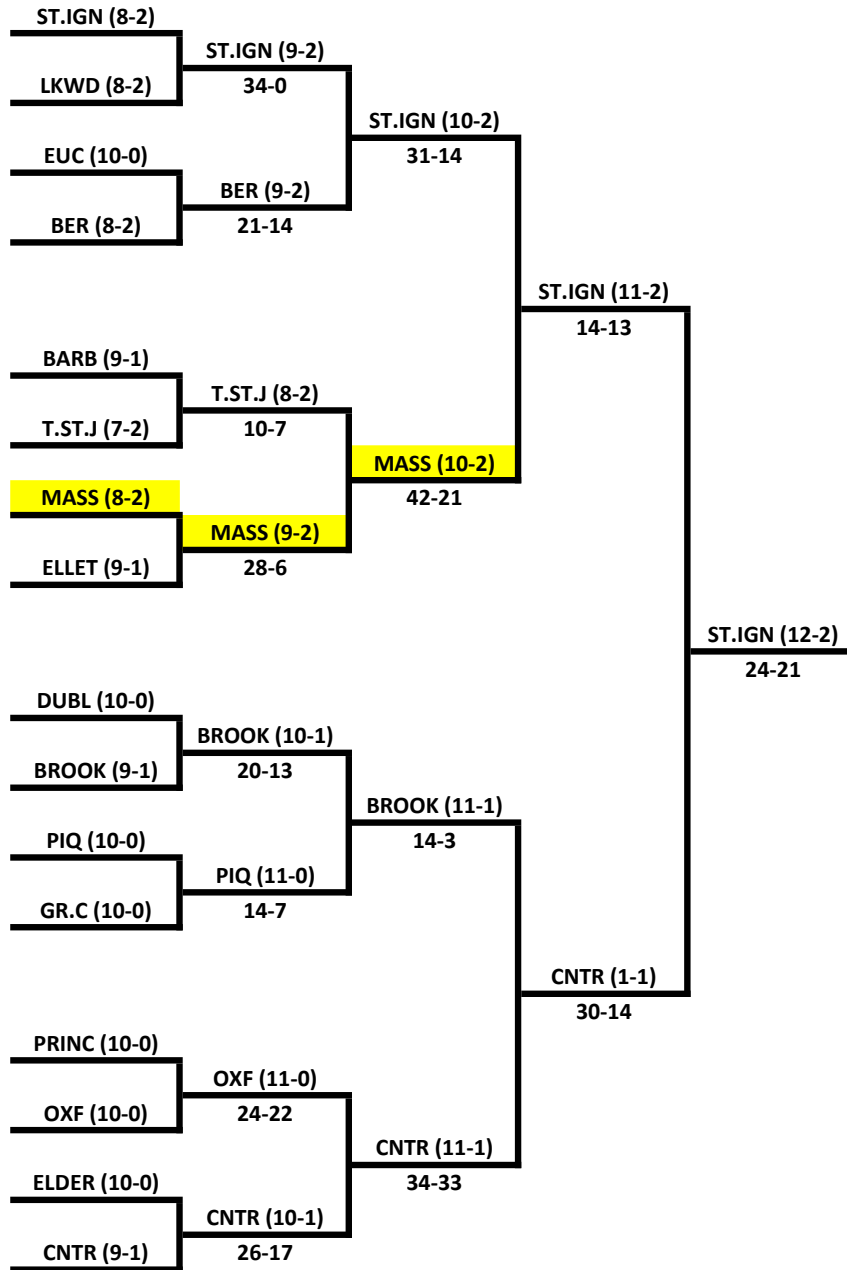 ST.IGN (8-2)
ST.IGN (9-2)
LKWD (8-2)
34-0
ST.IGN (10-2)
EUC (10-0)
31-14
BER (9-2)
BER (8-2)
21-14
ST.IGN (11-2)
14-13
BARB (9-1)
T.ST.J (8-2)
T.ST.J (7-2)
10-7
MASS (10-2)
MASS (8-2)
42-21
MASS (9-2)
ELLET (9-1)
28-6
ST.IGN (12-2)
24-21
DUBL (10-0)
BROOK (10-1)
BROOK (9-1)
20-13
BROOK (11-1)
PIQ (10-0)
14-3
PIQ (11-0)
GR.C (10-0)
14-7
CNTR (1-1)
30-14
PRINC (10-0)
OXF (11-0)
OXF (10-0)
24-22
CNTR (11-1)
ELDER (10-0)
34-33
CNTR (10-1)
CNTR (9-1)
26-17